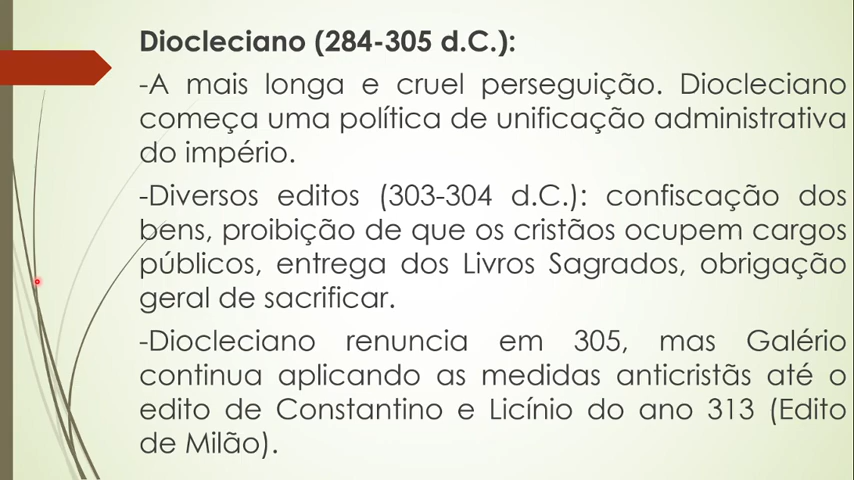 Diocleciano (284-305 d.C.):
-A mais longa e cruel perseguição. Diocleciano
começa uma política de unificação administrativa
do império.
-Diversos editos (303-304 d.C.): confiscação dos
bens, proibição de que os cristãos ocupem cargos
públicos, entrega dos Livros Sagrados, obrigação
geral de sacrificar.
-Diocleciano renuncia em 305, mas Galério
continua aplicando as medidas anticristãs até o
edito de Constantino e Licínio do ano 313 (Edito
de Milão).